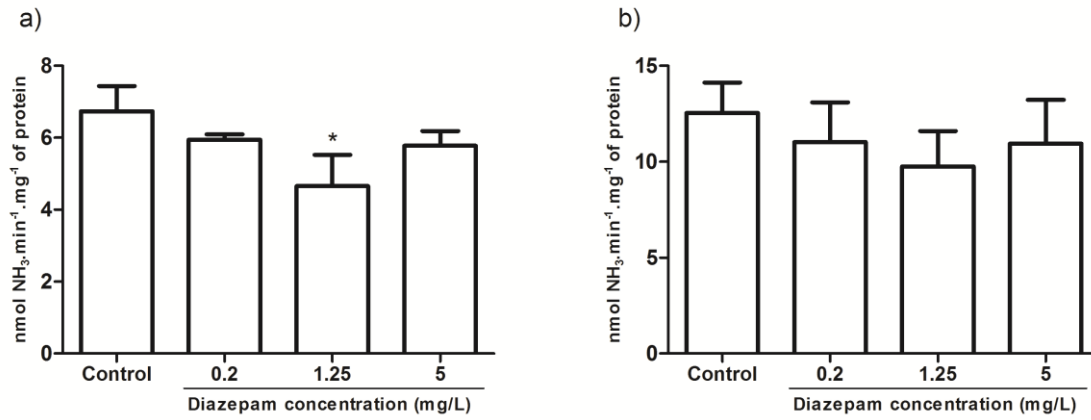 a)
nmol NH₃.min⁻¹.mg⁻¹ of protein
8
6
4
2
0
*
Control 0.2 1.25 5
Diazepam concentration (mg/L)
b)
nmol NH₃.min⁻¹.mg⁻¹ of protein
15
10
5
0
Control 0.2 1.25 5
Diazepam concentration (mg/L)